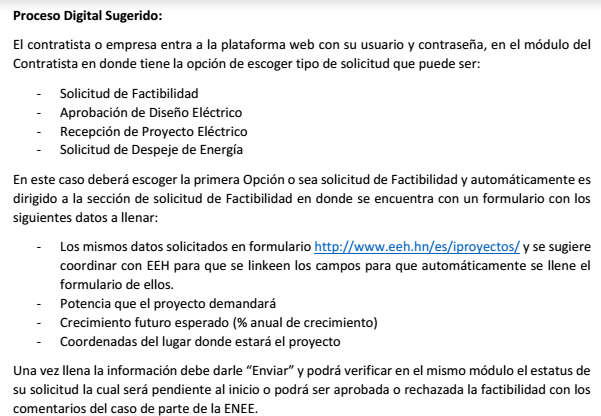 Proceso Digital Sugerido:
El contratista o empresa entra a la plataforma web con su usuario y contraseña, en el módulo del
Contratista en donde tiene la opción de escoger tipo de solicitud que puede ser:
- Solicitud de Factibilidad
- Aprobación de Diseño Eléctrico
- Recepción de Proyecto Eléctrico
- Solicitud de Despeje de Energía
En este caso deberá escoger la primera Opción o sea solicitud de Factibilidad y automáticamente es
dirigido a la sección de solicitud de Factibilidad en donde se encuentra con un formulario con los
siguientes datos a llenar:
- Los mismos datos solicitados en formulario http://www.eeh.hn/es/iproyectos/ y se sugiere
coordinar con EEH para que se linkeen los campos para que automáticamente se llene el
formulario de ellos.
- Potencia que el proyecto demandará
- Crecimiento futuro esperado (% anual de crecimiento)
- Coordenadas del lugar donde estará el proyecto
Una vez llena la información debe darle “Enviar” y podrá verificar en el mismo módulo el estatus de
su solicitud la cual será pendiente al inicio o podrá ser aprobada o rechazada la factibilidad con los
comentarios del caso de parte de la ENEE.